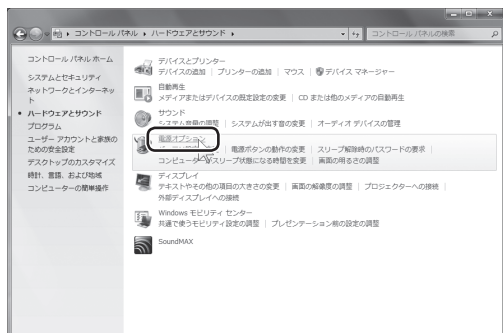 コントロール パネル ▸ ハードウェアとサウンド ▸
コントロール パネルの検索
コントロール パネル ホーム
システムとセキュリティ
ネットワークとインターネッ
ト
ハードウェアとサウンド
プログラム
ユーザー アカウントと家族の
ための安全設定
デスクトップのカスタマイズ
時計、言語、および地域
コンピューターの簡単操作
デバイスとプリンター
デバイスの追加 | プリンターの追加 | マウス | デバイス マネージャー
自動再生
メディアまたはデバイスの既定設定の変更 | CD または他のメディアの自動再生
サウンド
システム音量の調整 | システムが出す音の変更 | オーディオ デバイスの管理
電源オプション
電源ボタンの動作の変更 | スリープ解除時のパスワードの要求
コンピューターがスリープ状態になる時間を変更 | 画面の明るさの調整
ディスプレイ
テキストやその他の項目の大きさの変更 | 画面の解像度の調整 | プロジェクターへの接続
外部ディスプレイへの接続
Windows モビリティ センター
共通で使うモビリティ設定の調整 | プレゼンテーション前の設定の調整
SoundMAX